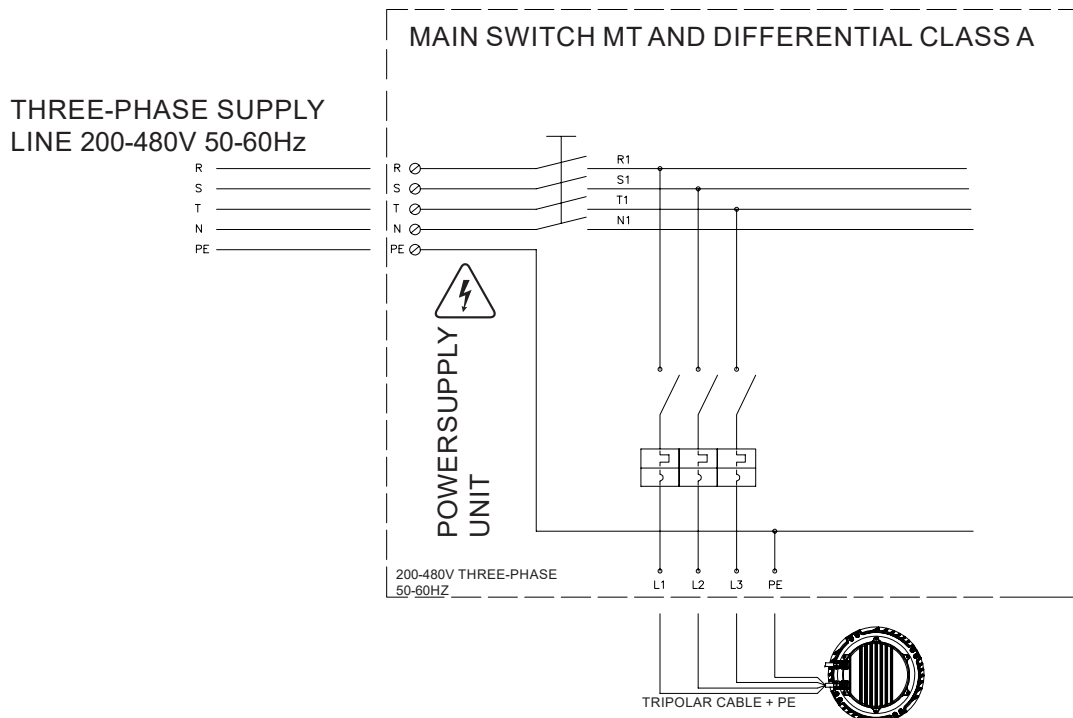 MAIN SWITCH MT AND DIFFERENTIAL CLASS A
THREE-PHASE SUPPLY
LINE 200-480V 50-60Hz
R R R1
S S S1
T T T1
N N N1
PE PE
POWERSUPPLY
UNIT
200-480V THREE-PHASE
50-60HZ
L1 L2 L3 PE
TRIPOLAR CABLE + PE